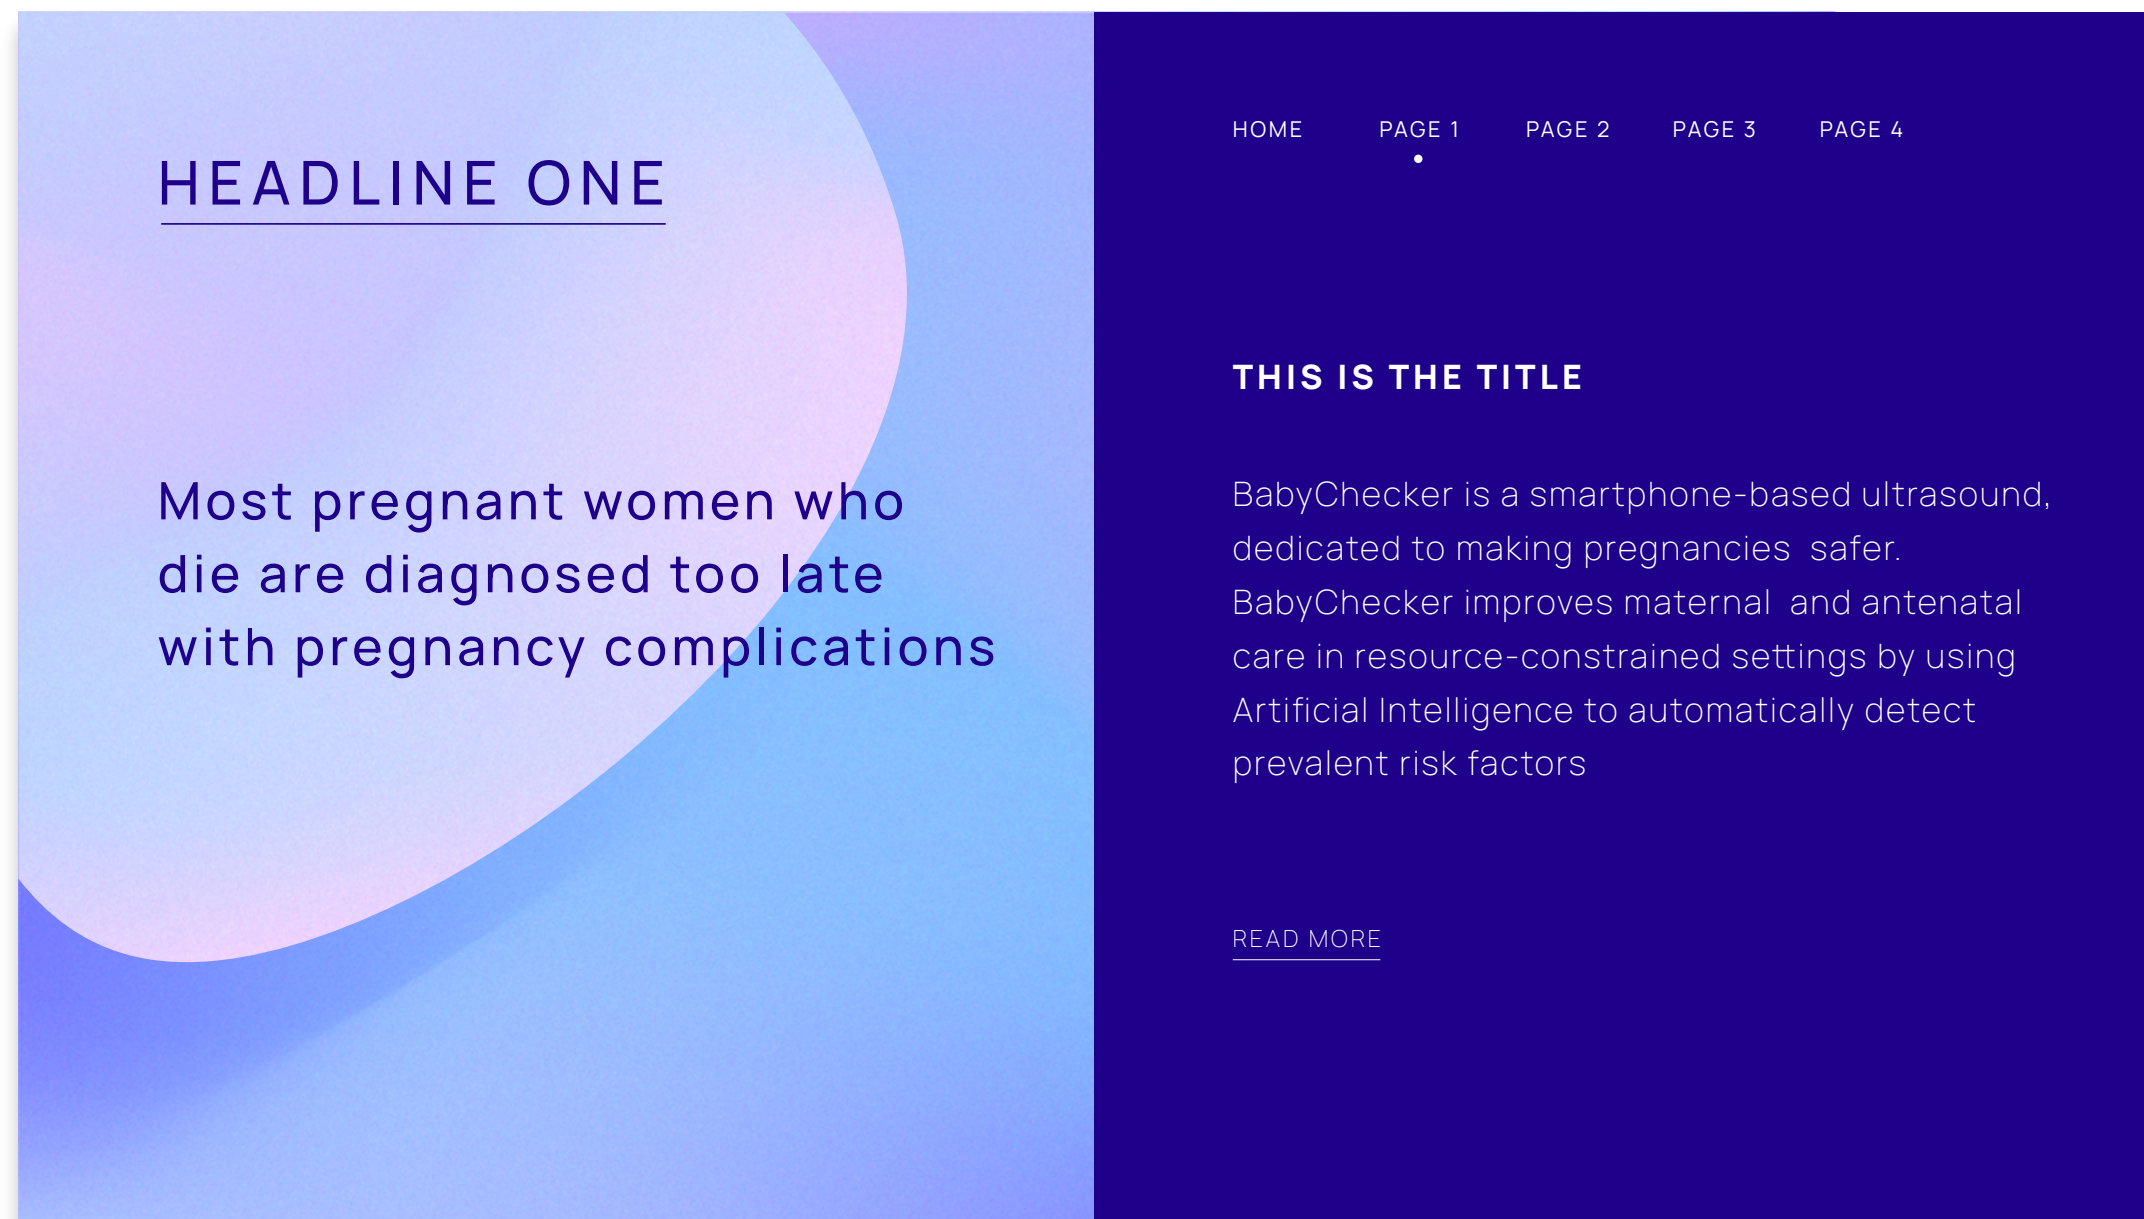 HEADLINE ONE
Most pregnant women who
die are diagnosed too late
with pregnancy complications
HOME PAGE 1 PAGE 2 PAGE 3 PAGE 4
THIS IS THE TITLE
BabyChecker is a smartphone-based ultrasound,
dedicated to making pregnancies  safer.
BabyChecker improves maternal  and antenatal
care in resource-constrained settings by using
Artificial Intelligence to automatically detect
prevalent risk factors
READ MORE